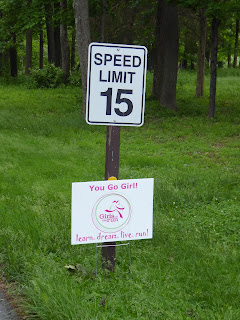 SPEED
LIMIT
15
You Go Girl!
Girls
on the run
learn. dream. live. run!